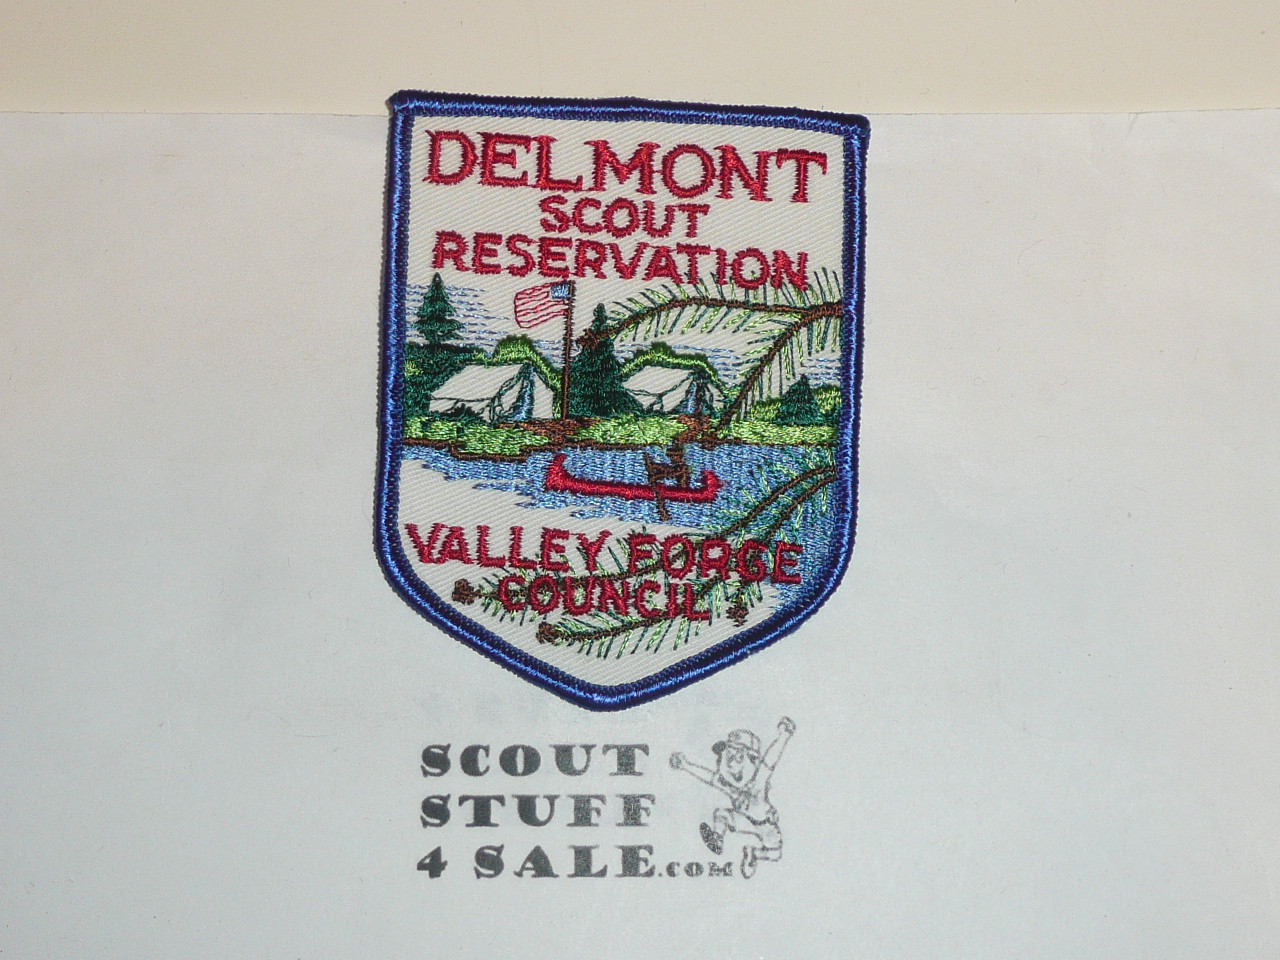 DELMONT
SCOUT
RESERVATION
VALLEY FORGE
COUNCIL
SCOUT
STUFF
4 SALE.COM